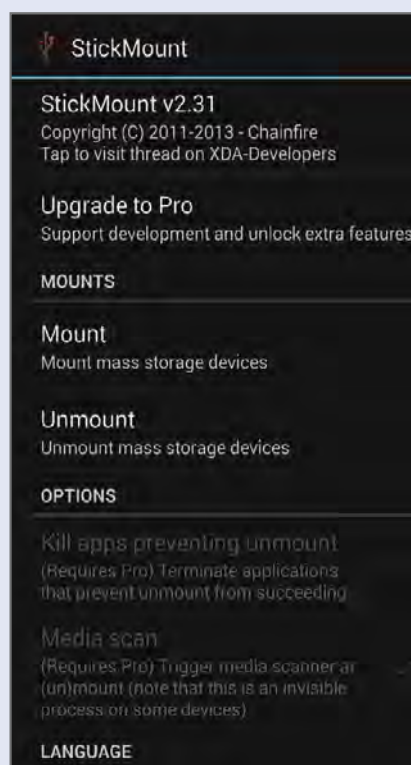 StickMount
StickMount v2.31
Copyright (C) 2011-2013 - Chainfire
Tap to visit thread on XDA-Developers
Upgrade to Pro
Support development and unlock extra features
MOUNTS
Mount
Mount mass storage devices
Unmount
Unmount mass storage devices
OPTIONS
Kill apps preventing unmount
(Requires Pro) Terminate applications
that prevent unmount from succeeding
Media scan
(Requires Pro) Trigger media scanner ar
(un)mount (note that this is an invisible
process on some devices)
LANGUAGE